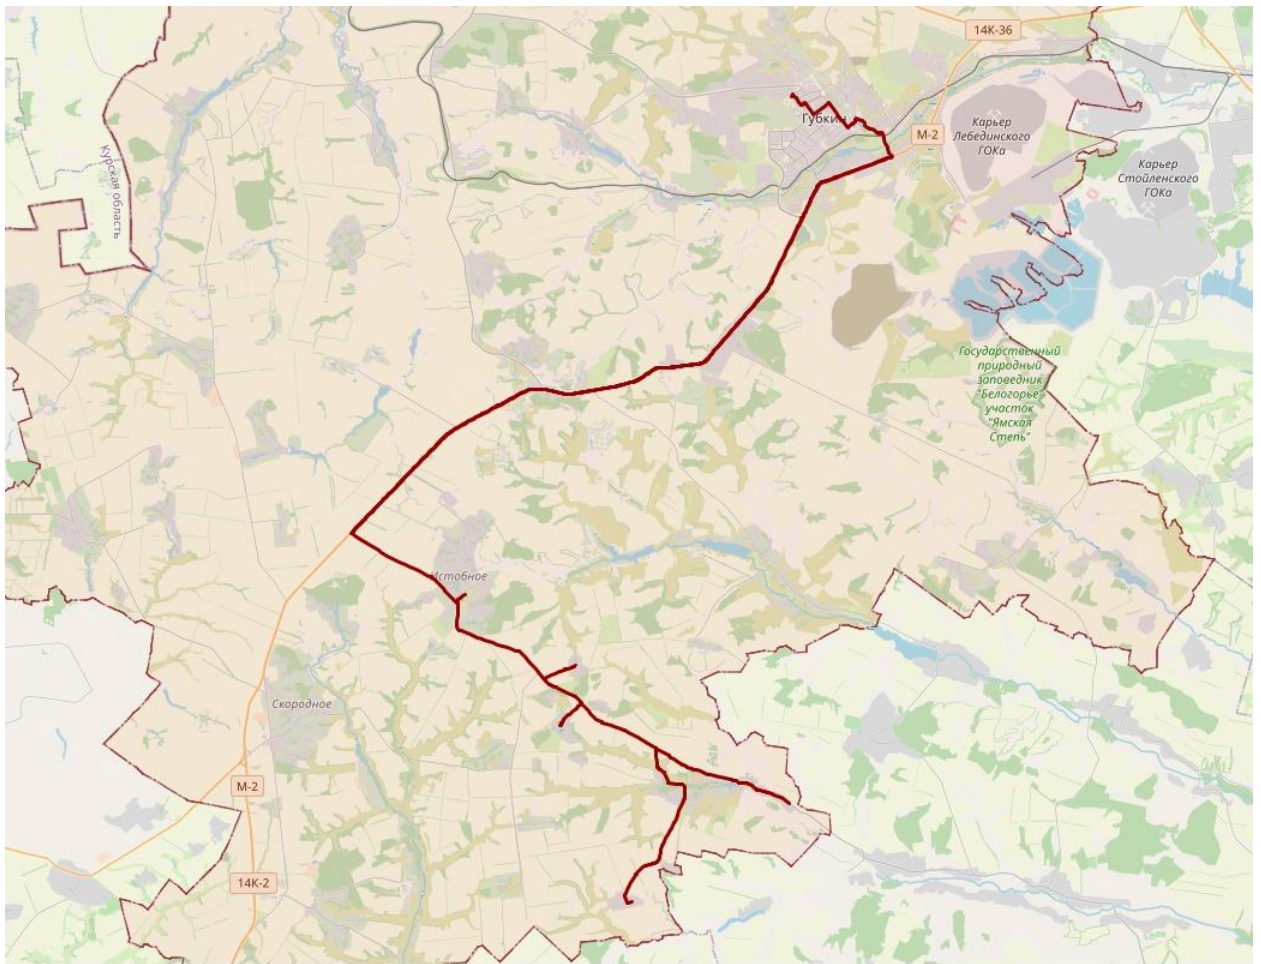 14К-36
Губкин
М-2
Карьер
Лебединского
ГОКа
Карьер
Стойленского
ГОКа
Курская область
Государственный
природный
заповедник
"Белогорье"
участок
"Ямская
Степь"
Истобное
Скородное
М-2
14К-2